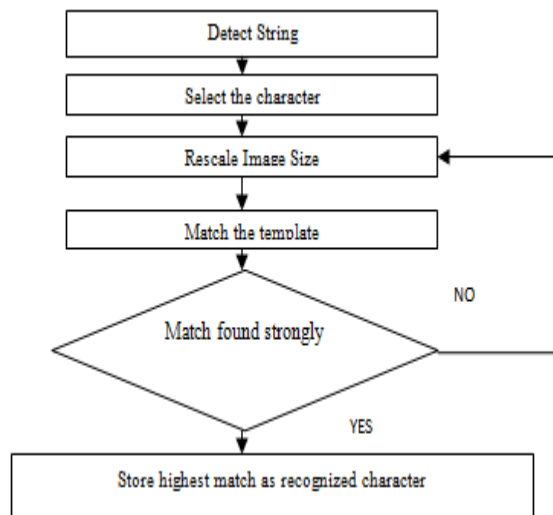 Detect String
Select the character
Rescale Image Size
Match the template
Match found strongly
NO
YES
Store highest match as recognized character